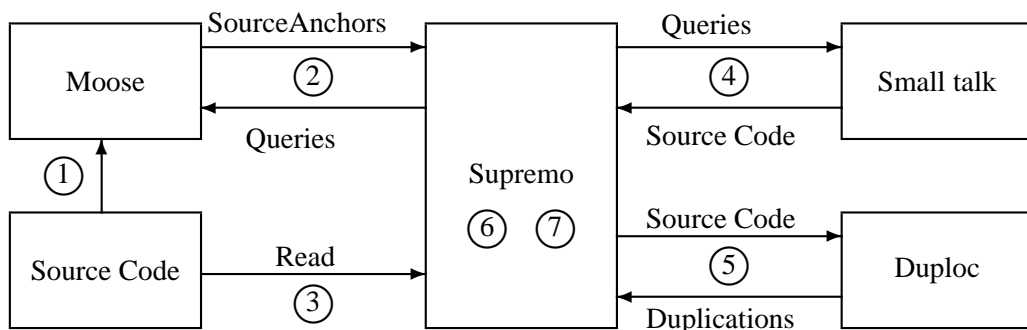 SourceAnchors
Queries
2
4
Moose
Small talk
Queries
Source Code
1
Supremo
Source Code
6
7
Read
5
Source Code
Duploc
3
Duplications